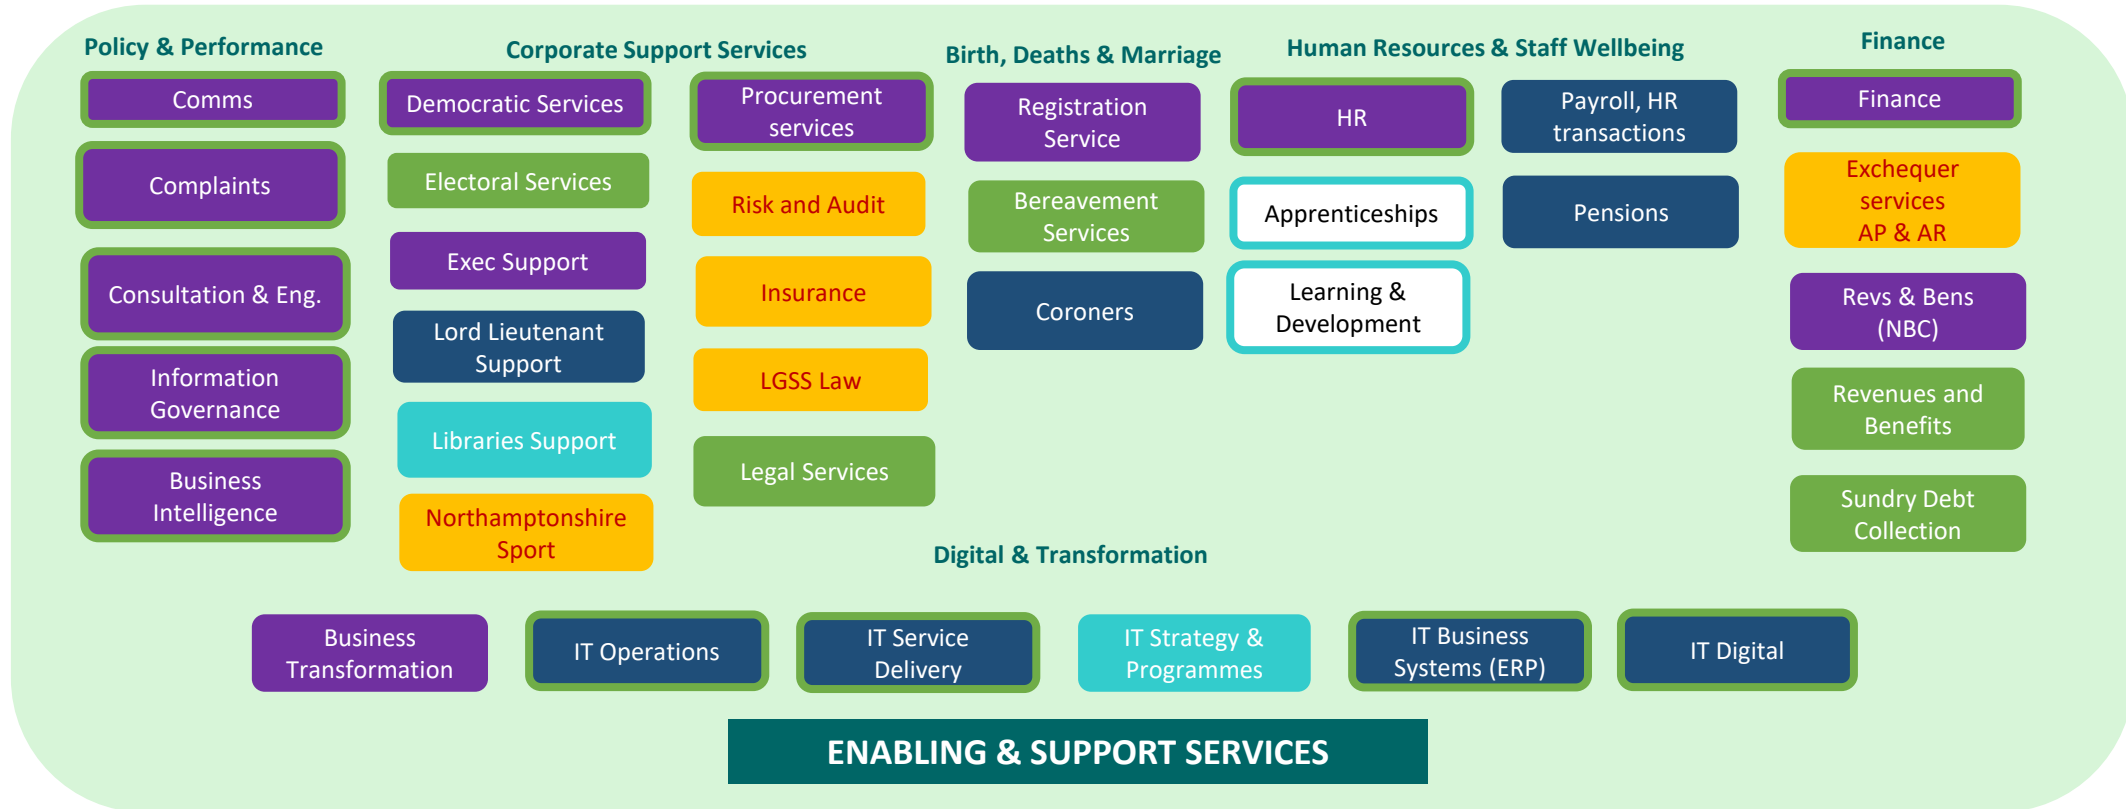 Policy & Performance
Comms
Complaints
Consultation & Eng.
Information
Governance
Business
Intelligence
Corporate Support Services
Democratic Services
Electoral Services
Exec Support
Lord Lieutenant
Support
Libraries Support
Northamptonshire
Sport
Procurement
services
Risk and Audit
Insurance
LGSS Law
Legal Services
Birth, Deaths & Marriage
Registration
Service
Bereavement
Services
Coroners
Human Resources & Staff Wellbeing
HR
Apprenticeships
Learning &
Development
Payroll, HR
transactions
Pensions
Finance
Finance
Exchequer
services
AP & AR
Revs & Bens
(NBC)
Revenues and
Benefits
Sundry Debt
Collection
Digital & Transformation
Business
Transformation
IT Operations
IT Service
Delivery
IT Strategy &
Programmes
IT Business
Systems (ERP)
IT Digital
ENABLING & SUPPORT SERVICES